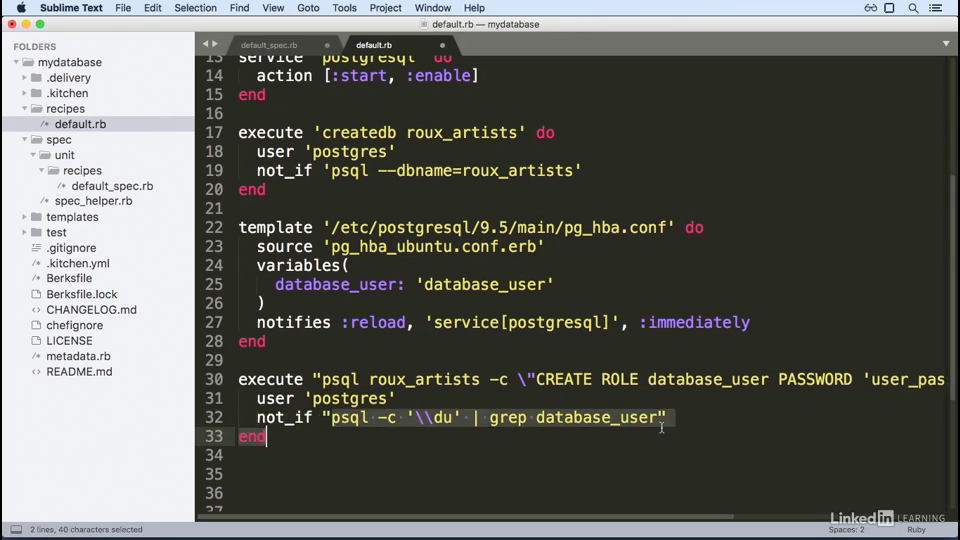 Sublime Text File Edit Selection Find View Goto Tools Project Window Help
default.rb — mydatabase
FOLDERS
mydatabase
.delivery
.kitchen
recipes
default.rb
spec
unit
recipes
default_spec.rb
spec_helper.rb
templates
test
.gitignore
.kitchen.yml
Berksfile
Berksfile.lock
CHANGELOG.md
chefignore
LICENSE
metadata.rb
README.md
default_spec.rb default.rb
13 service 'postgresql' do
14 action [:start, :enable]
15 end
16
17 execute 'createdb roux_artists' do
18 user 'postgres'
19 not_if 'psql --dbname=roux_artists'
20 end
21
22 template '/etc/postgresql/9.5/main/pg_hba.conf' do
23 source 'pg_hba_ubuntu.conf.erb'
24 variables(
25 database_user: 'database_user'
26 )
27 notifies :reload, 'service[postgresql]', :immediately
28 end
29
30 execute "psql roux_artists -c \"CREATE ROLE database_user PASSWORD 'user_pas
31 user 'postgres'
32 not_if "psql -c '\\du' | grep database_user"
33 end
34
35
36
37
2 lines, 40 characters selected
Spaces: 2 Ruby
LinkedIn LEARNING